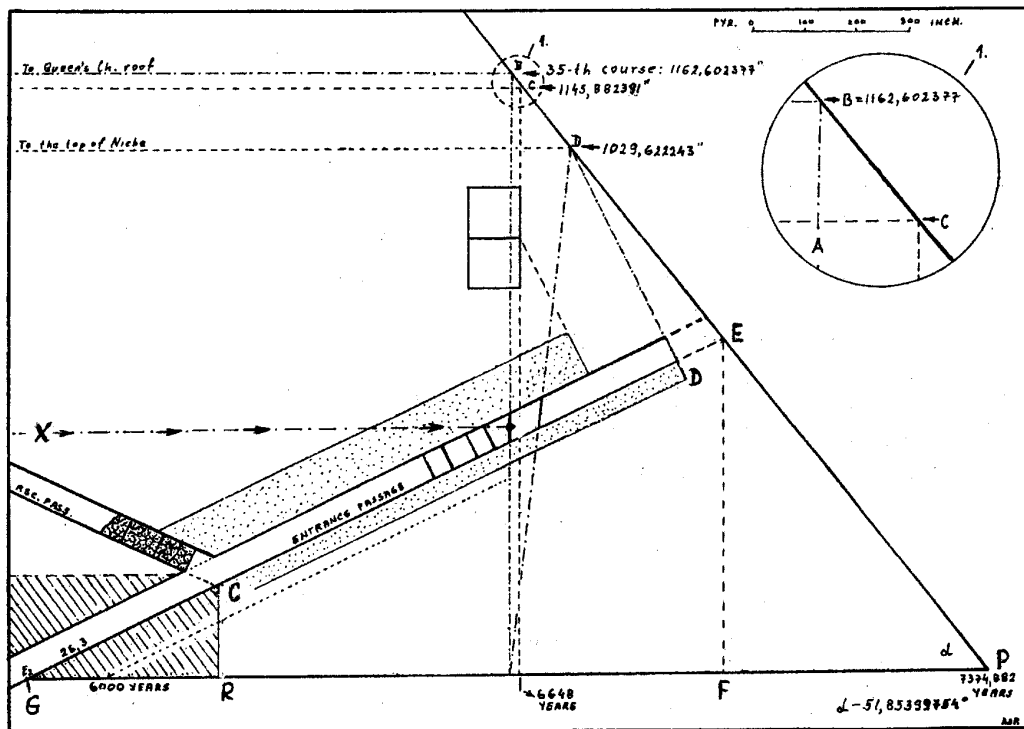 PYR. 0 100 200 300 INCH.
1.
1.
To Queen's Ch. roof
B
35-th course: 1162,602377"
C
1145,882391"
B=1162,602377
To the top of Niche
D
1029,622243"
A
C
E
D
X
ASC. PASS.
ENTRANCE PASSAGE
C
26,3
d
P
G
6000 YEARS
R
6648
YEARS
F
7374,882
YEARS
d-51,85399754°